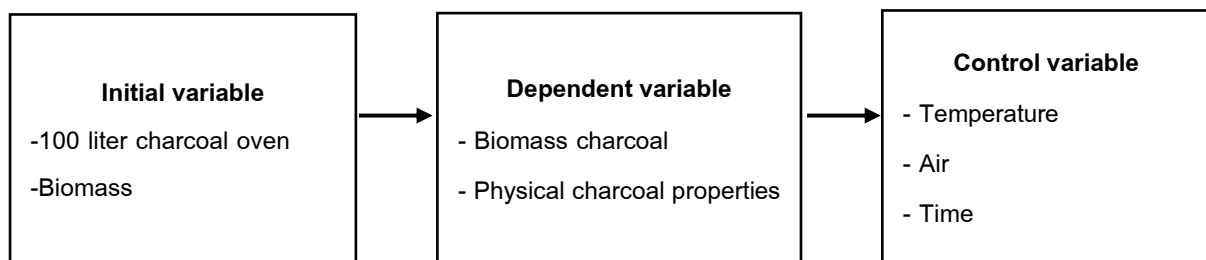 Initial variable
-100 liter charcoal oven
-Biomass
Dependent variable
- Biomass charcoal
- Physical charcoal properties
Control variable
- Temperature
- Air
- Time